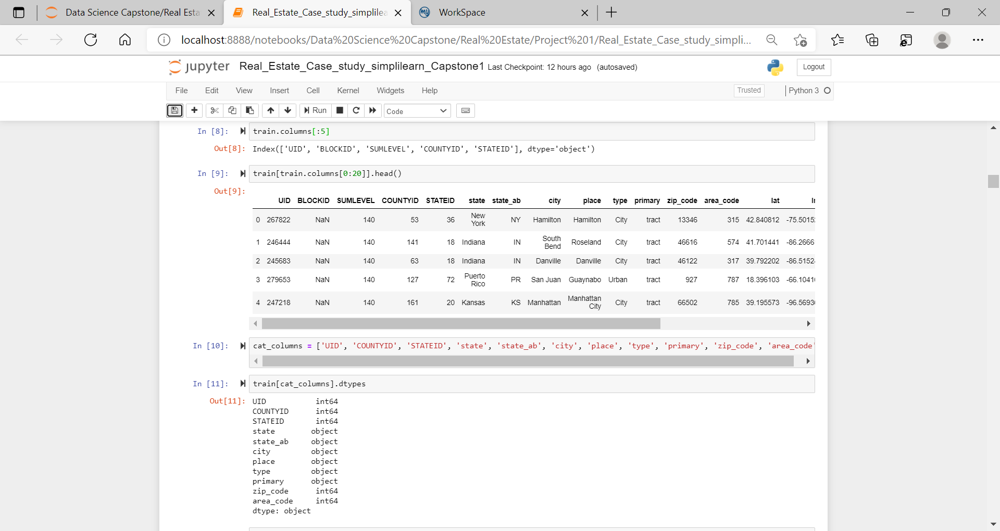 Data Science Capstone/Real Esta
Real_Estate_Case_study_simplilea
WorkSpace
localhost:8888/notebooks/Data%20Science%20Capstone/Real%20Estate/Project%201/Real_Estate_Case_study_simpli...
jupyter Real_Estate_Case_study_simplilearn_Capstone1 Last Checkpoint: 12 hours ago (autosaved)
Logout
File Edit View Insert Cell Kernel Widgets Help Trusted Python 3
Run Code
In [8]: train.columns[:5]
Out[8]: Index(['UID', 'BLOCKID', 'SUMLEVEL', 'COUNTYID', 'STATEID'], dtype='object')
In [9]: train[train.columns[0:20]].head()
Out[9]:
UID BLOCKID SUMLEVEL COUNTYID STATEID state state_ab city place type primary zip_code area_code lat
0 267822 NaN 140 53 36 New York NY Hamilton Hamilton City tract 13346 315 42.840812 -75.5015
1 246444 NaN 140 141 18 Indiana IN South Bend Roseland City tract 46616 574 41.701441 -86.2666
2 245683 NaN 140 63 18 Indiana IN Danville Danville City tract 46122 317 39.792202 -86.5152
3 279653 NaN 140 127 72 Puerto Rico PR San Juan Guaynabo Urban tract 927 787 18.396103 -66.1041
4 247218 NaN 140 161 20 Kansas KS Manhattan Manhattan City City tract 66502 785 39.195573 -96.5693
In [10]: cat_columns = ['UID', 'COUNTYID', 'STATEID', 'state', 'state_ab', 'city', 'place', 'type', 'primary', 'zip_code', 'area_code'
In [11]: train[cat_columns].dtypes
Out[11]: UID int64
COUNTYID int64
STATEID int64
state object
state_ab object
city object
place object
type object
primary object
zip_code int64
area_code int64
dtype: object